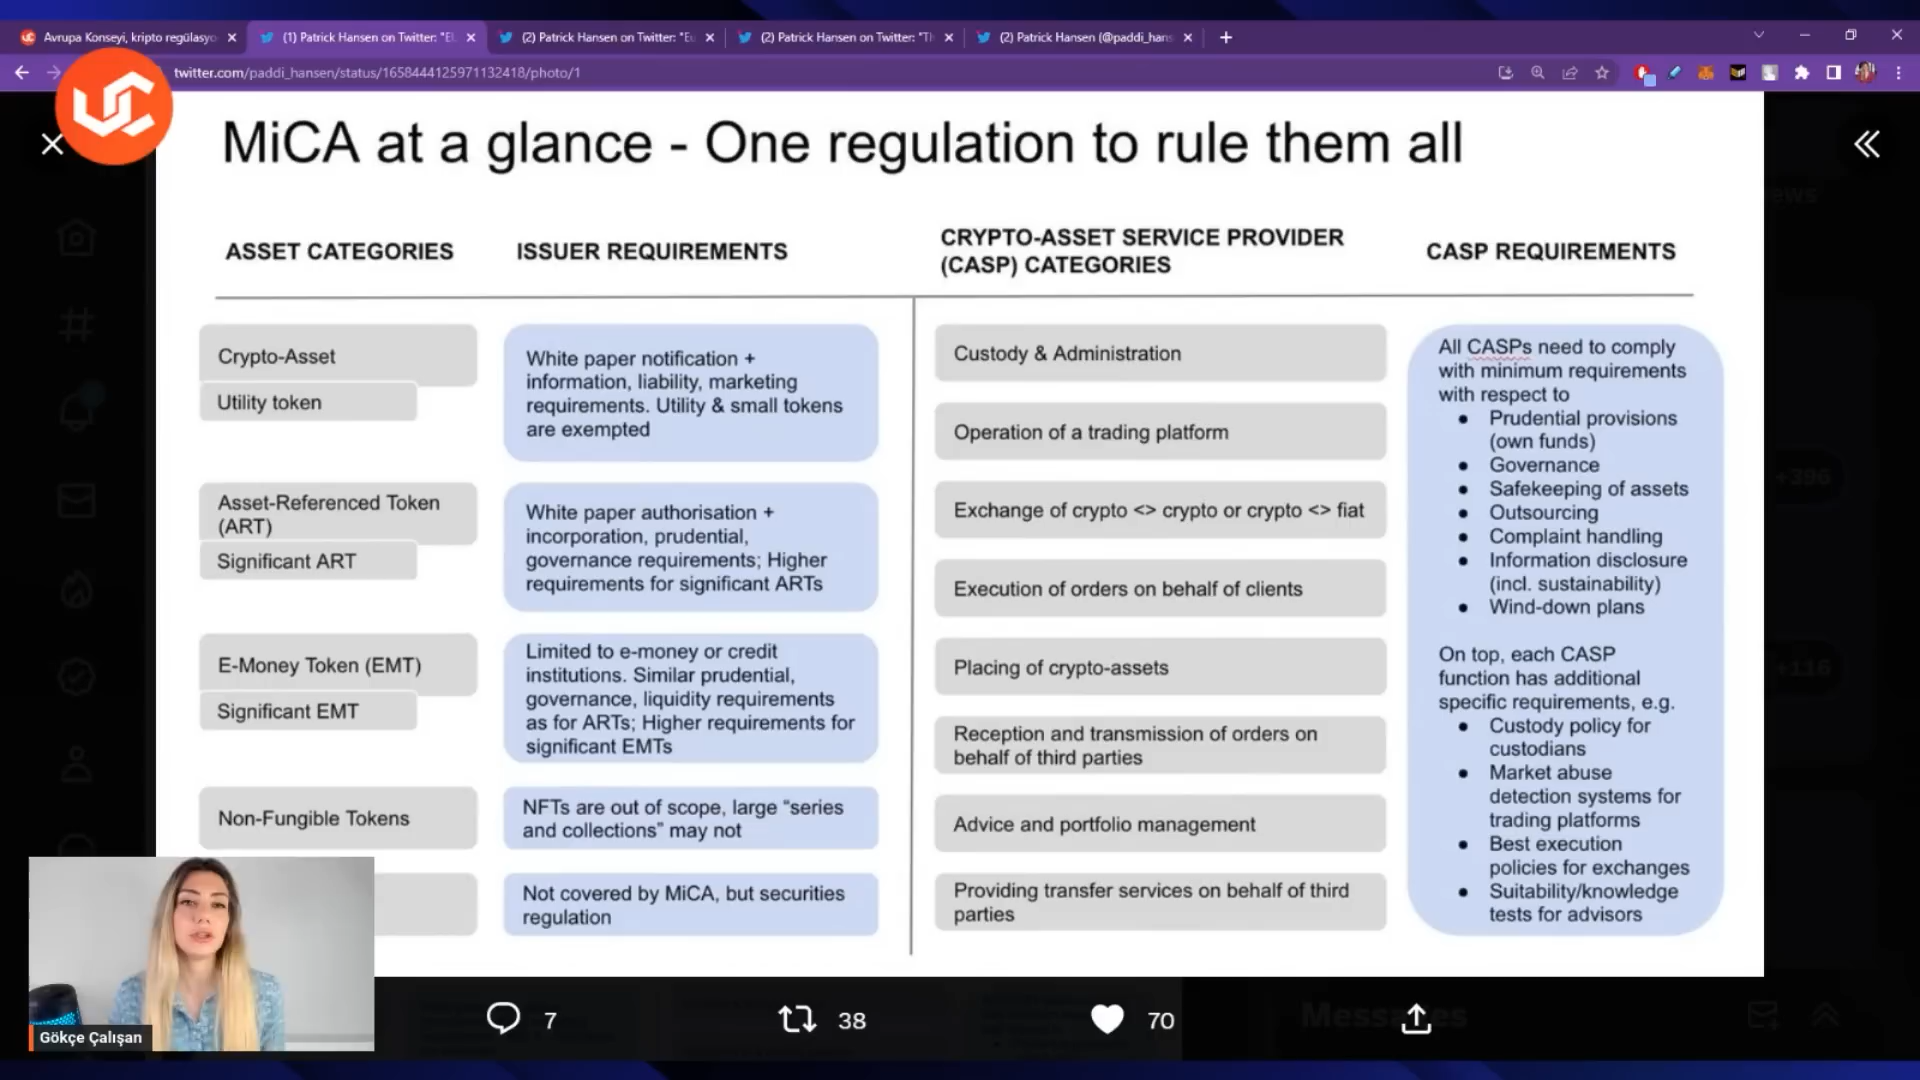 Avrupa Konseyi, kripto regülasyo
(1) Patrick Hansen on Twitter: "EU
(2) Patrick Hansen on Twitter: "Eu
(2) Patrick Hansen on Twitter: "Th
(2) Patrick Hansen (@paddi_hans
twitter.com/paddi_hansen/status/1658444125971132418/photo/1
MiCA at a glance - One regulation to rule them all
ASSET CATEGORIES
ISSUER REQUIREMENTS
CRYPTO-ASSET SERVICE PROVIDER
(CASP) CATEGORIES
CASP REQUIREMENTS
Crypto-Asset
Utility token
White paper notification +
information, liability, marketing
requirements. Utility & small tokens
are exempted
Asset-Referenced Token
(ART)
Significant ART
White paper authorisation +
incorporation, prudential,
governance requirements; Higher
requirements for significant ARTs
E-Money Token (EMT)
Significant EMT
Limited to e-money or credit
institutions. Similar prudential,
governance, liquidity requirements
as for ARTs; Higher requirements for
significant EMTs
Non-Fungible Tokens
NFTs are out of scope, large “series
and collections” may not
Not covered by MiCA, but securities
regulation
Custody & Administration
Operation of a trading platform
Exchange of crypto <> crypto or crypto <> fiat
Execution of orders on behalf of clients
Placing of crypto-assets
Reception and transmission of orders on
behalf of third parties
Advice and portfolio management
Providing transfer services on behalf of third
parties
All CASPs need to comply
with minimum requirements
with respect to
● Prudential provisions
(own funds)
● Governance
● Safekeeping of assets
● Outsourcing
● Complaint handling
● Information disclosure
(incl. sustainability)
● Wind-down plans
On top, each CASP
function has additional
specific requirements, e.g.
● Custody policy for
custodians
● Market abuse
detection systems for
trading platforms
● Best execution
policies for exchanges
● Suitability/knowledge
tests for advisors
+396
+116
7
38
70
Messages
Gökçe Çalışan